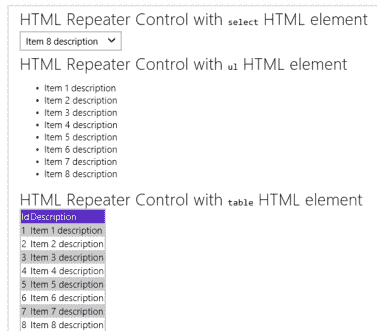 HTML Repeater Control with select HTML element
Item 8 description
HTML Repeater Control with ul HTML element
• Item 1 description
• Item 2 description
• Item 3 description
• Item 4 description
• Item 5 description
• Item 6 description
• Item 7 description
• Item 8 description
HTML Repeater Control with table HTML element
Id Description
1 Item 1 description
2 Item 2 description
3 Item 3 description
4 Item 4 description
5 Item 5 description
6 Item 6 description
7 Item 7 description
8 Item 8 description